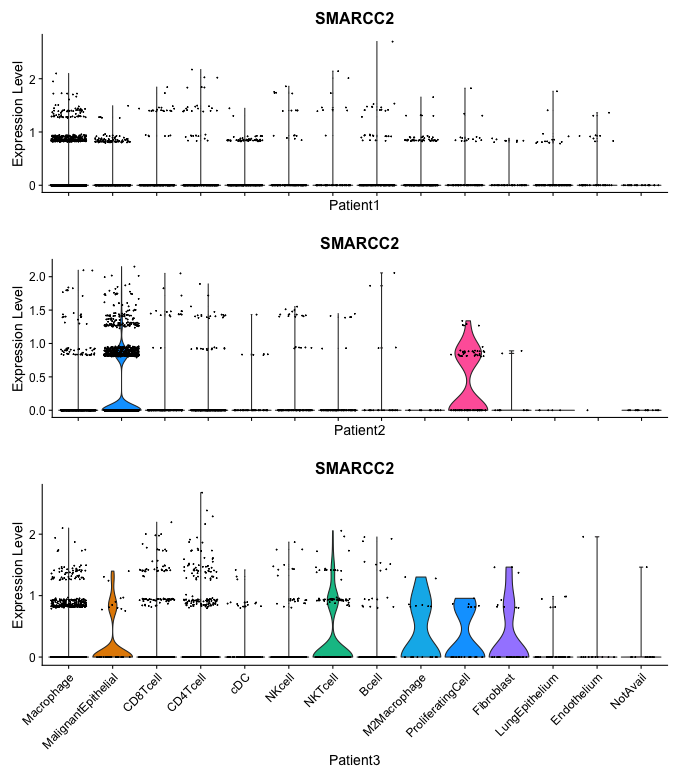 SMARCC2
Expression Level
2
1
0
Patient1
SMARCC2
Expression Level
2.0
1.5
1.0
0.5
0.0
Patient2
SMARCC2
Expression Level
2
1
0
Macrophage
MalignantEpithelial
CD8Tcell
CD4Tcell
cDC
NKcell
NKTcell
Bcell
M2Macrophage
ProliferatingCell
Fibroblast
LungEpithelium
Endothelium
NotAvail
Patient3